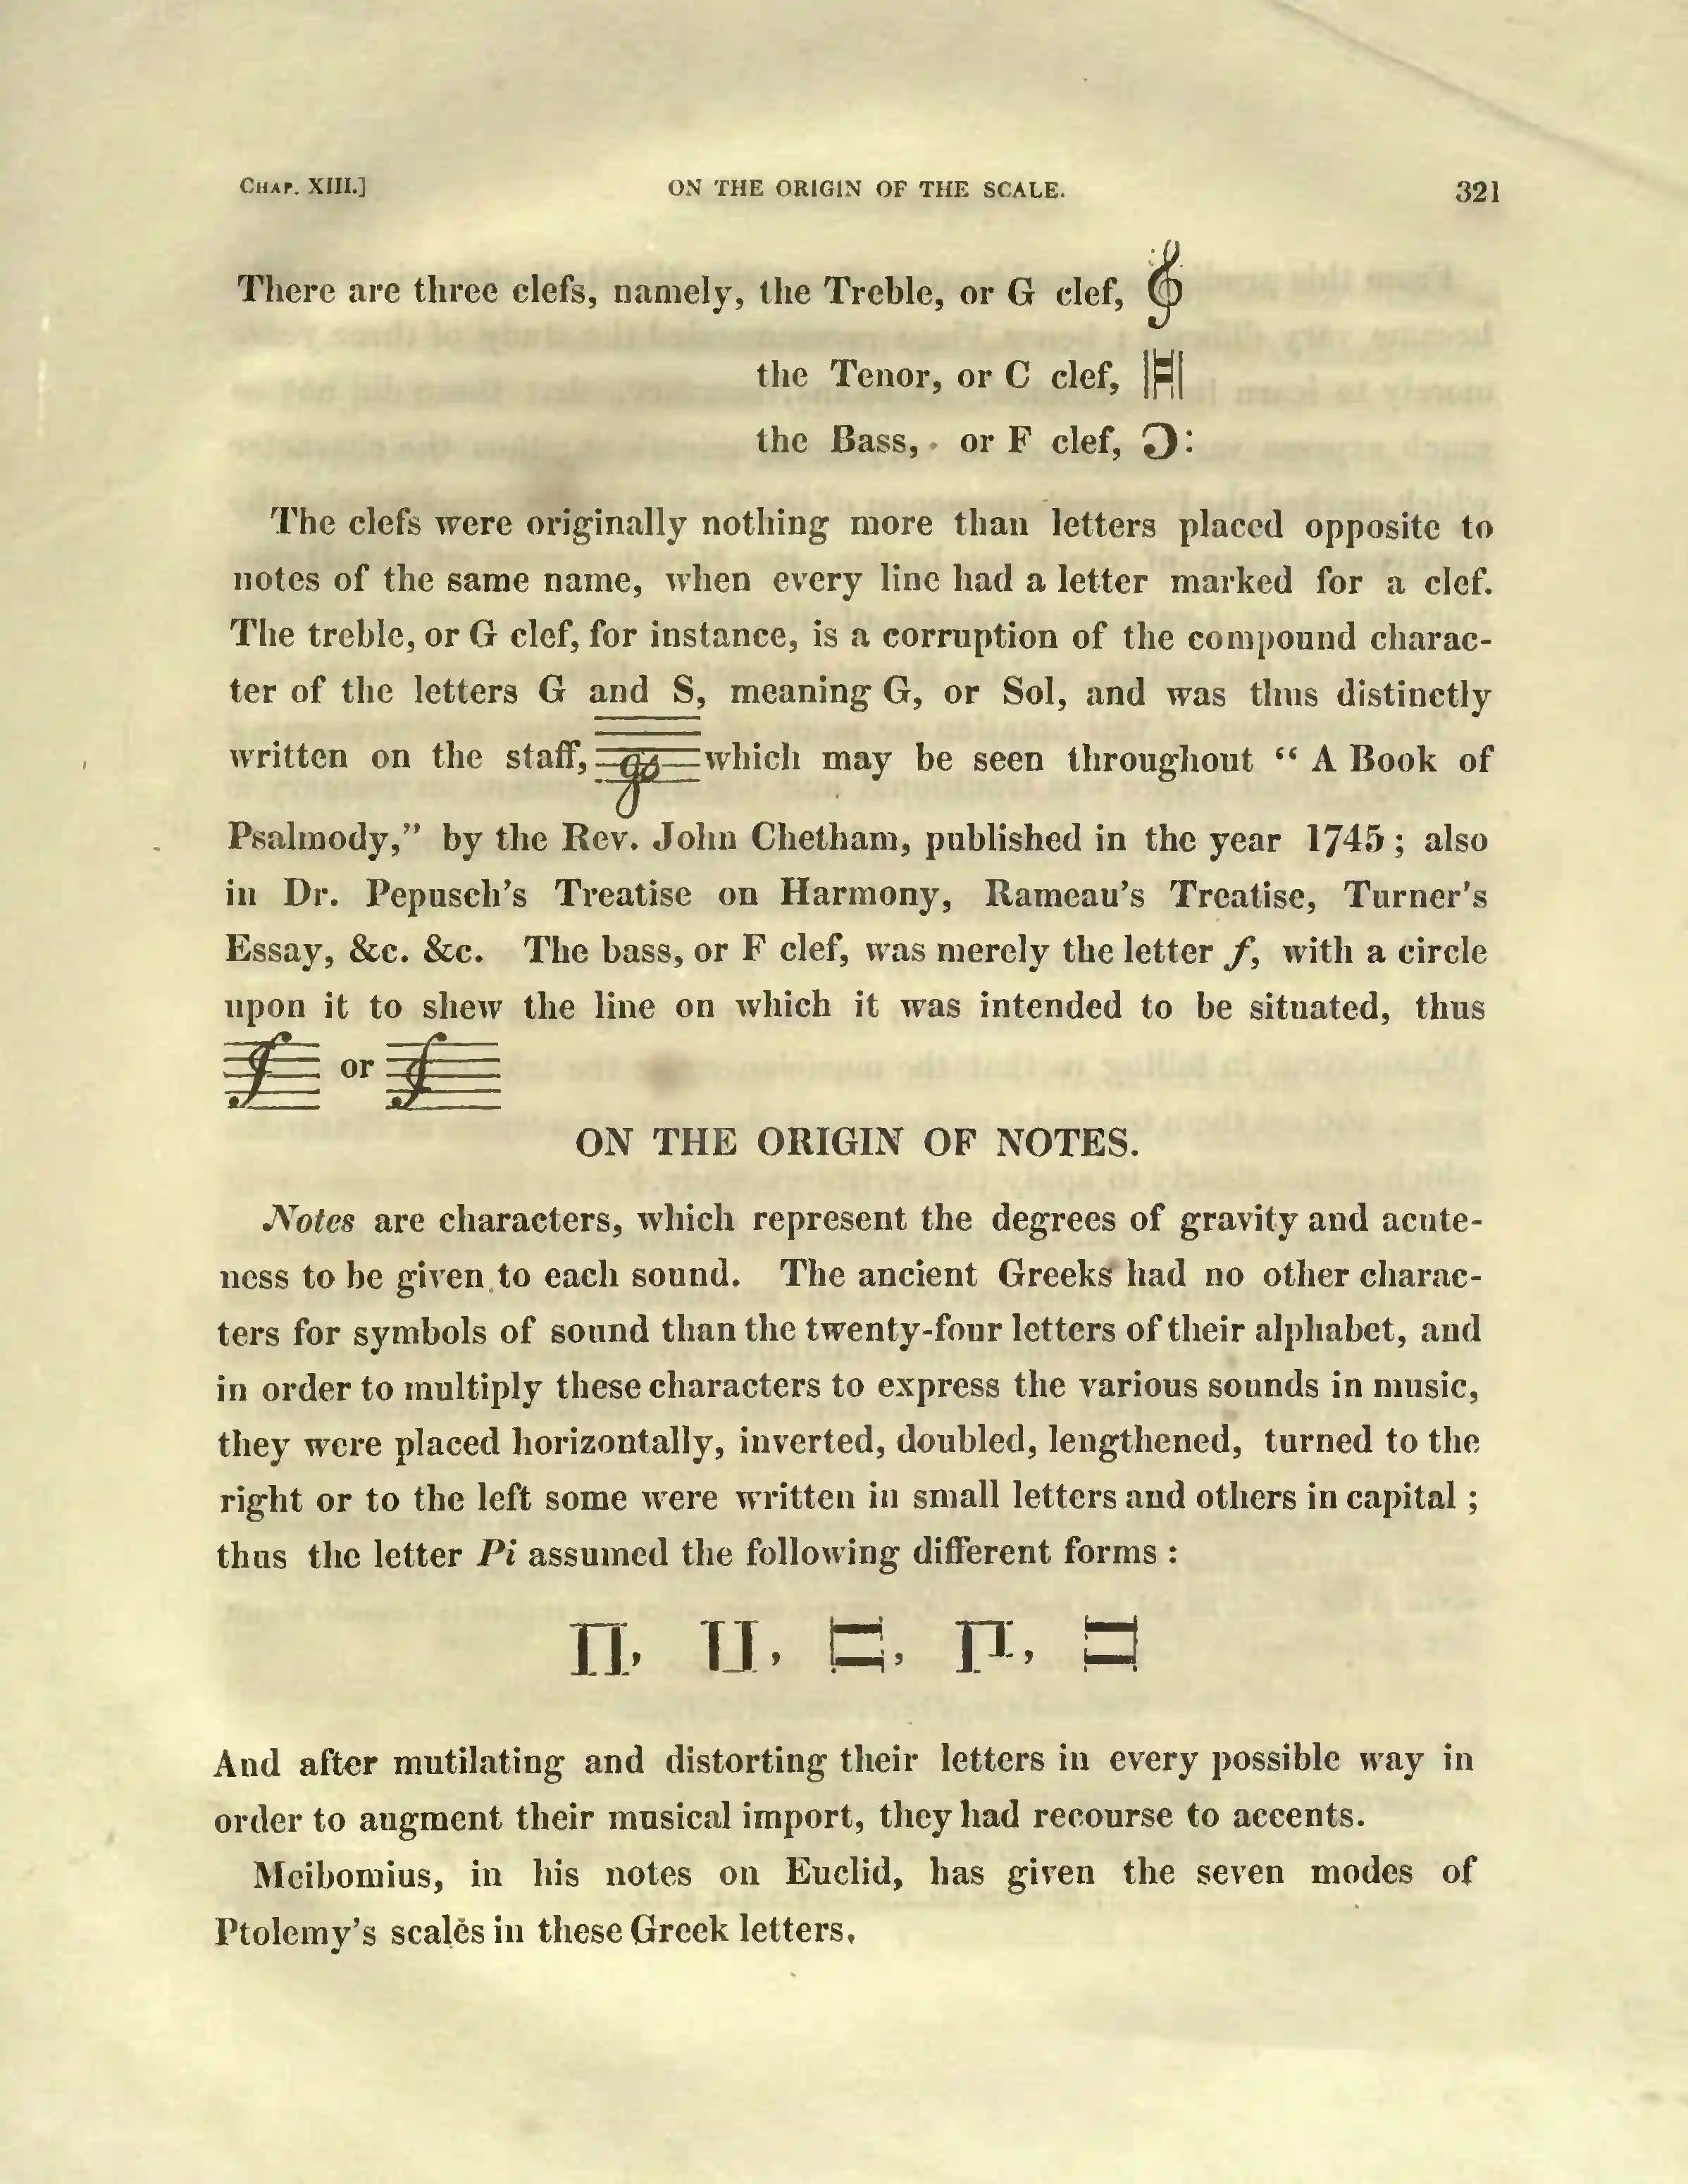 CHAP. XIII.] ON THE ORIGIN OF THE SCALE. 321
There are three clefs, namely, the Treble, or G clef, 𝄞
the Tenor, or C clef, 𝄡
the Bass, or F clef, 𝄢
The clefs were originally nothing more than letters placed opposite to
notes of the same name, when every line had a letter marked for a clef.
The treble, or G clef, for instance, is a corruption of the compound charac-
ter of the letters G and S, meaning G, or Sol, and was thus distinctly
written on the staff, gs which may be seen throughout “ A Book of
Psalmody,” by the Rev. John Chetham, published in the year 1745 ; also
in Dr. Pepusch's Treatise on Harmony, Rameau's Treatise, Turner's
Essay, &c. &c. The bass, or F clef, was merely the letter f, with a circle
upon it to shew the line on which it was intended to be situated, thus
f or f
ON THE ORIGIN OF NOTES.
Notes are characters, which represent the degrees of gravity and acute-
ness to be given to each sound. The ancient Greeks had no other charac-
ters for symbols of sound than the twenty-four letters of their alphabet, and
in order to multiply these characters to express the various sounds in music,
they were placed horizontally, inverted, doubled, lengthened, turned to the
right or to the left some were written in small letters and others in capital ;
thus the letter Pi assumed the following different forms :
Π, ∐, ⊏, Γ1, ⊐
And after mutilating and distorting their letters in every possible way in
order to augment their musical import, they had recourse to accents.
Meibomius, in his notes on Euclid, has given the seven modes of
Ptolemy's scales in these Greek letters,